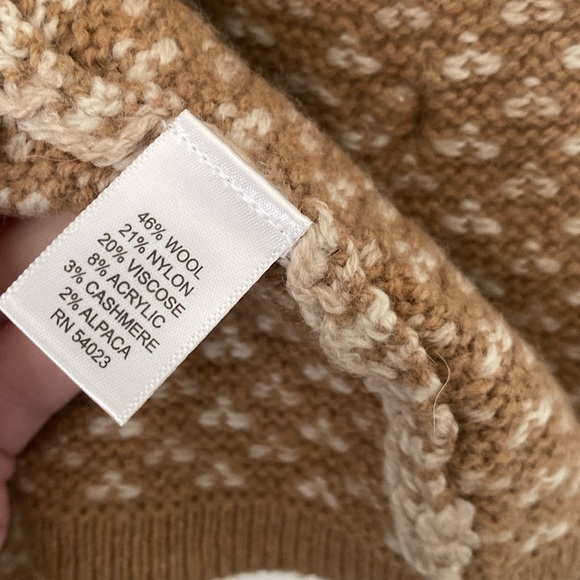 46% WOOL
21% NYLON
20% VISCOSE
8% ACRYLIC
3% CASHMERE
2% ALPACA
RN 54023